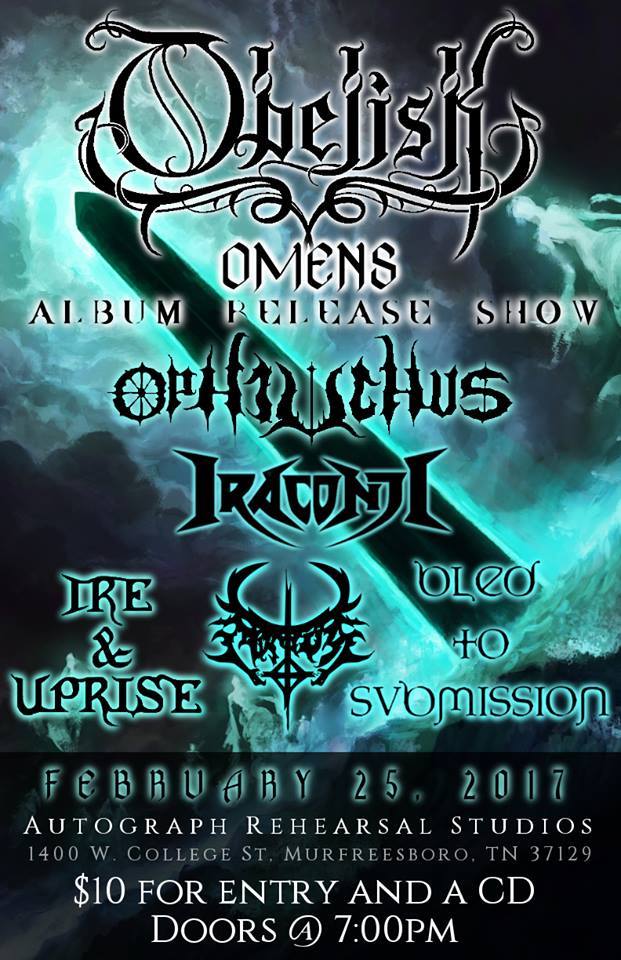 Obelisk
OMENS
ALBUM RELEASE SHOW
OPHIUCHUS
IRE
&
UPRISE
bled
to
submission
FEBRUARY 25, 2017
AUTOGRAPH REHEARSAL STUDIOS
1400 W. COLLEGE ST, MURFREESBORO, TN 37129
$10 FOR ENTRY AND A CD
DOORS @ 7:00PM